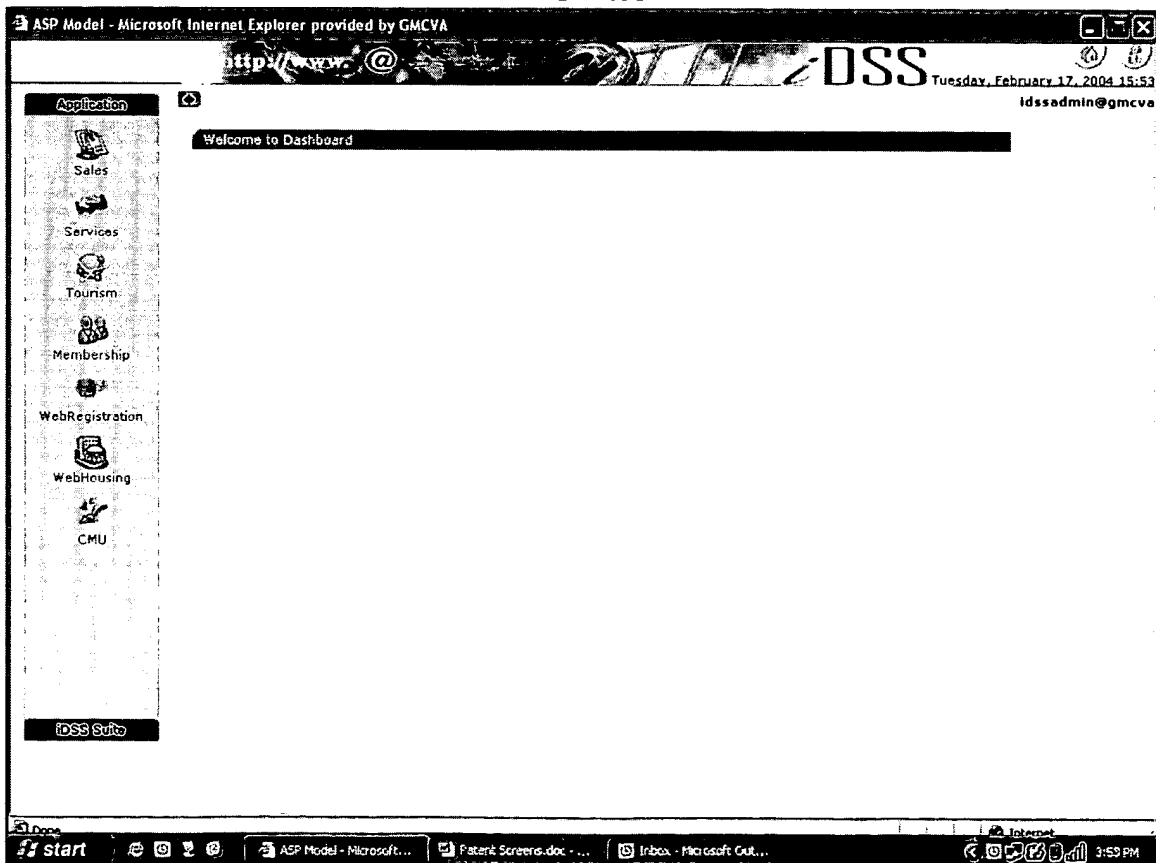 ASP Model - Microsoft Internet Explorer provided by GMCVA
http://www. @
iDSS
Tuesday, February 17, 2004 15:53
idssadmin@gmcva
Application
Welcome to Dashboard
Sales
Services
Tourism
Membership
WebRegistration
WebHousing
CMU
iDSS Suite
Done
Internet
start
ASP Model - Microsoft...
Patent Screens.doc - ...
Inbox - Microsoft Out...
3:53 PM